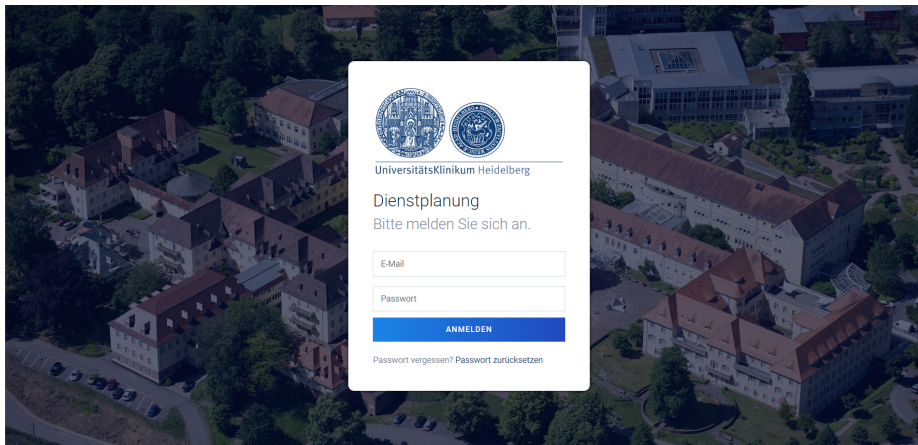 UniversitätsKlinikum Heidelberg
Dienstplanung
Bitte melden Sie sich an.
E-Mail
Passwort
ANMELDEN
Passwort vergessen? Passwort zurücksetzen